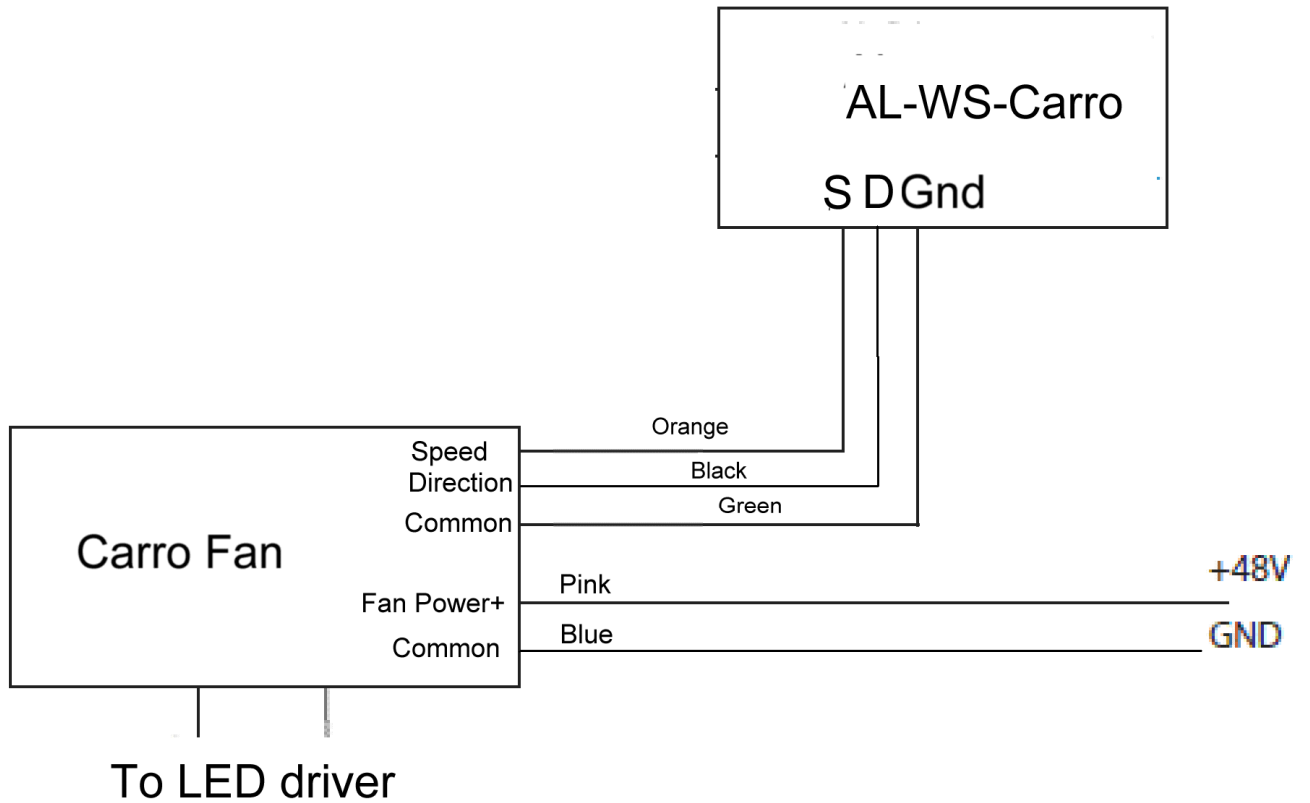 AL-WS-Carro
S D Gnd
Orange
Speed
Black
Direction
Green
Common
Carro Fan
+48V
Pink
Fan Power+
Blue
GND
Common
To LED driver